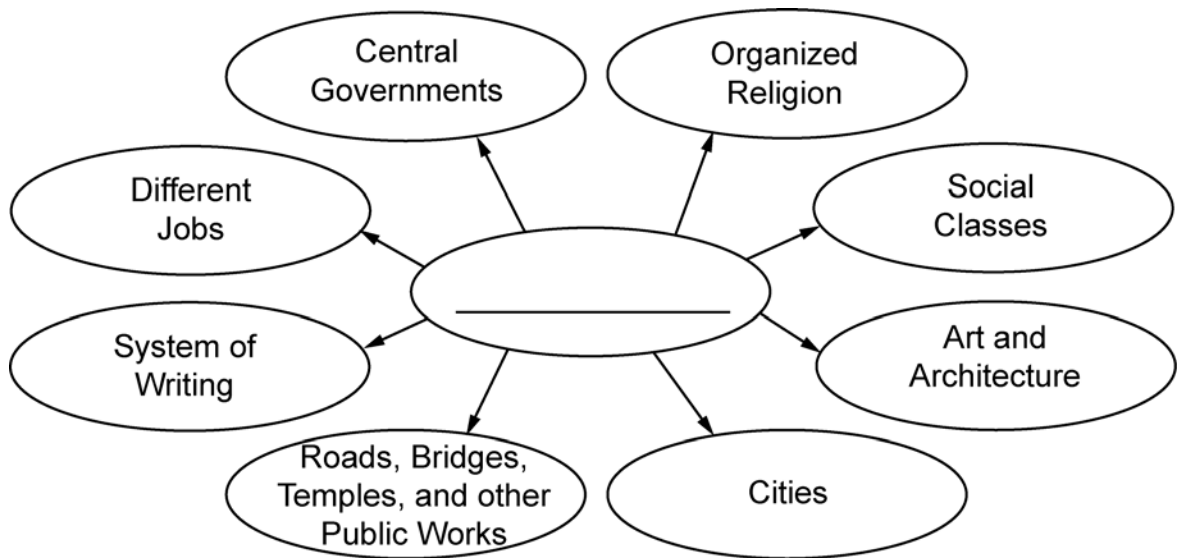 Central
Governments
Organized
Religion
Different
Jobs
Social
Classes
System of
Writing
Art and
Architecture
Roads, Bridges,
Temples, and other
Public Works
Cities